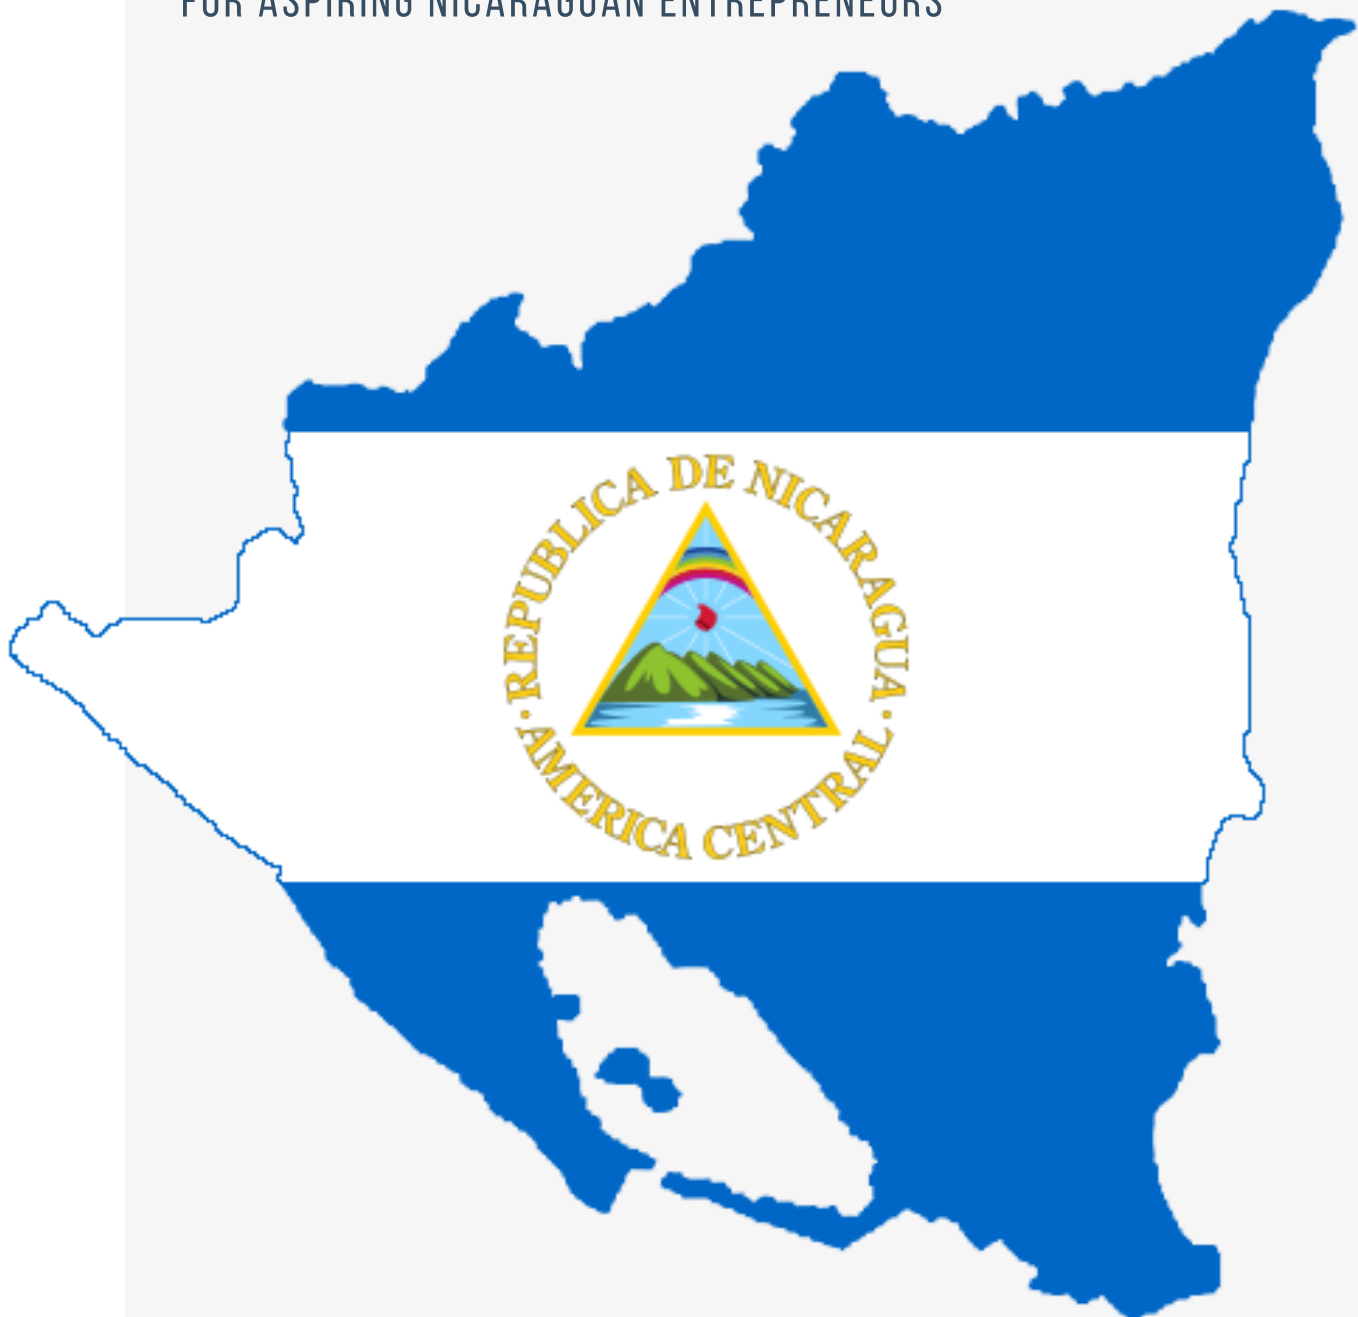 FOR ASPIRING NICARAGUAN ENTREPRENEURS
REPUBLICA DE NICARAGUA
· AMERICA CENTRAL ·